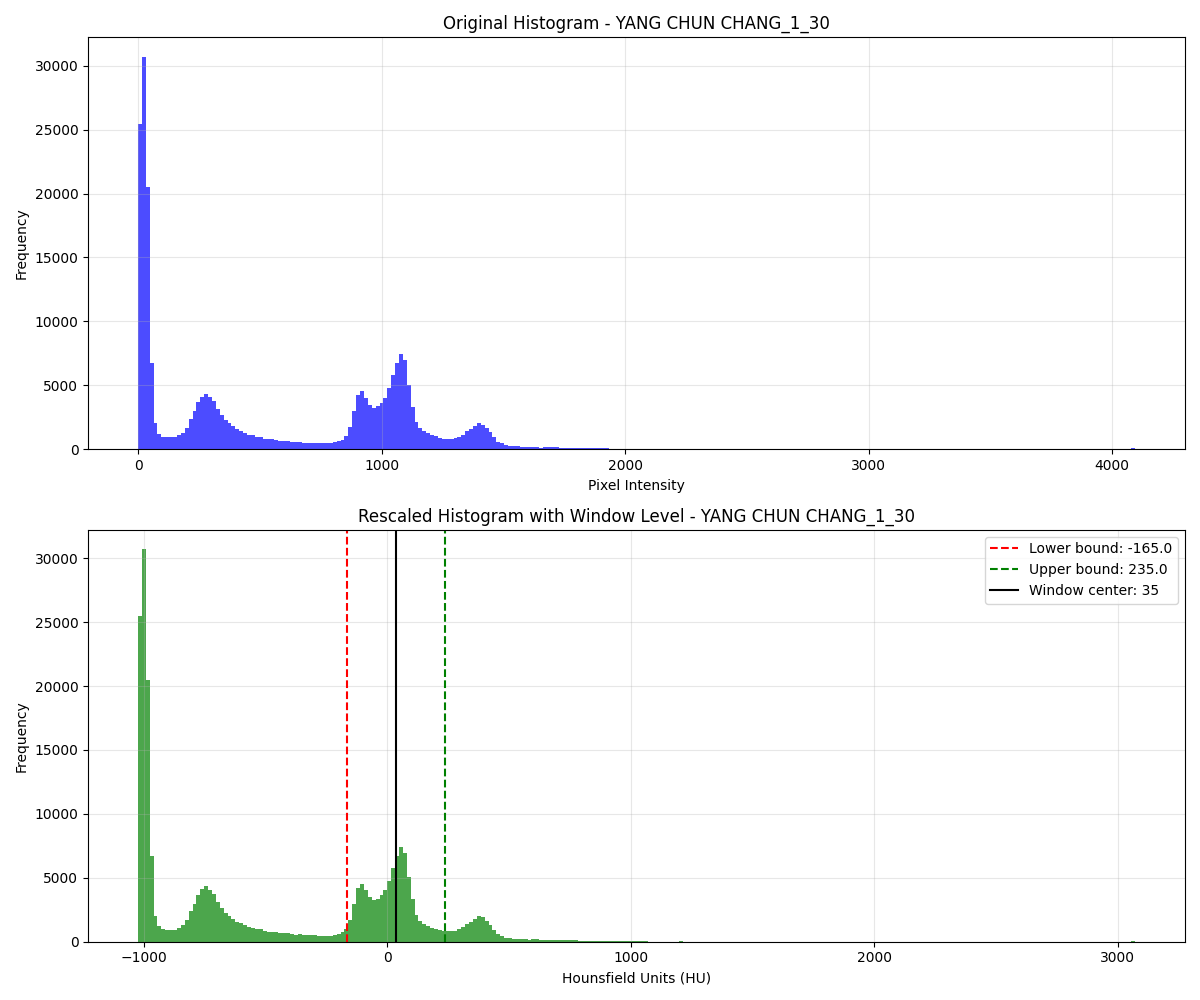 Original Histogram - YANG CHUN CHANG_1_30
30000
25000
20000
15000
10000
5000
0
Frequency
0 1000 2000 3000 4000
Pixel Intensity
Rescaled Histogram with Window Level - YANG CHUN CHANG_1_30
Lower bound: -165.0
Upper bound: 235.0
Window center: 35
30000
25000
20000
15000
10000
5000
0
Frequency
−1000 0 1000 2000 3000
Hounsfield Units (HU)